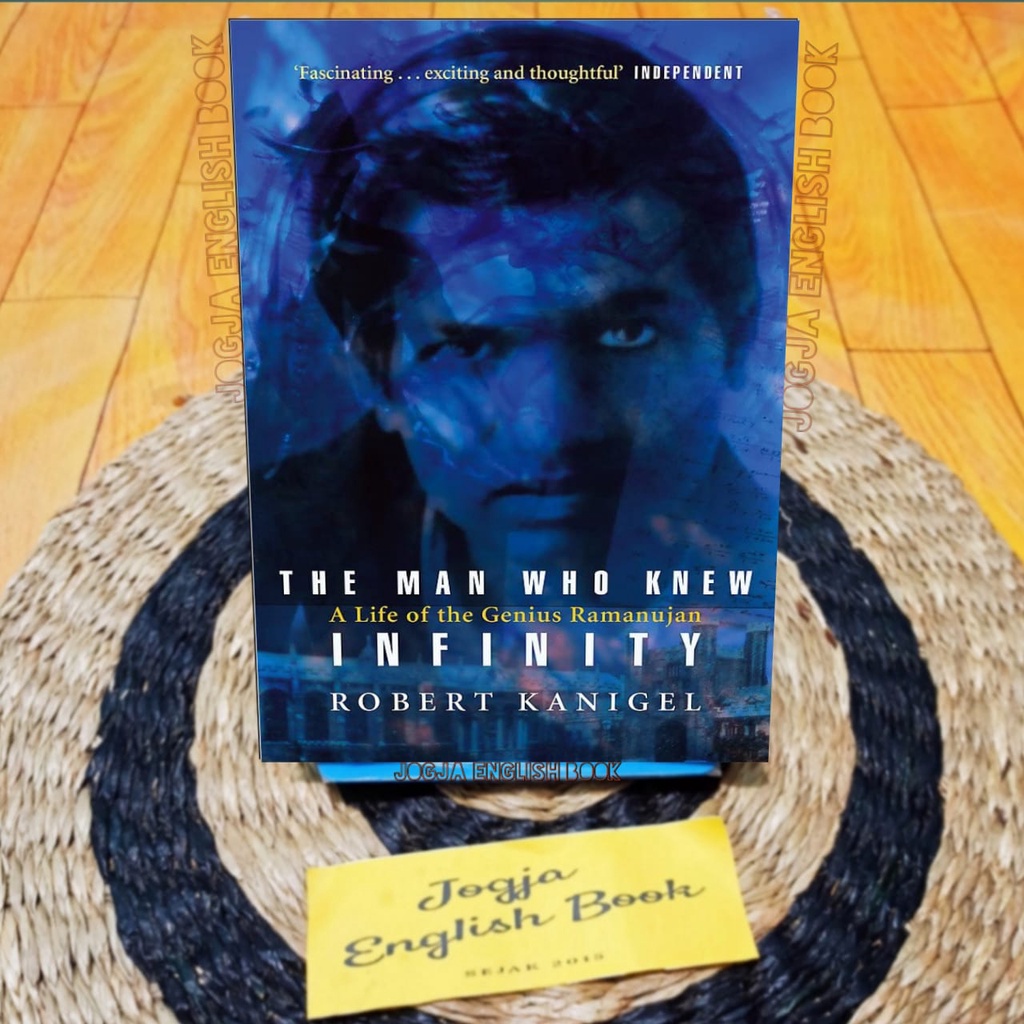 ‘Fascinating . . . exciting and thoughtful’ INDEPENDENT
THE MAN WHO KNEW
A Life of the Genius Ramanujan
INFINITY
ROBERT KANIGEL
JOGJA ENGLISH BOOK
JOGJA ENGLISH BOOK
JOGJA ENGLISH BOOK
Jogja
English Book
SEJAK 2015